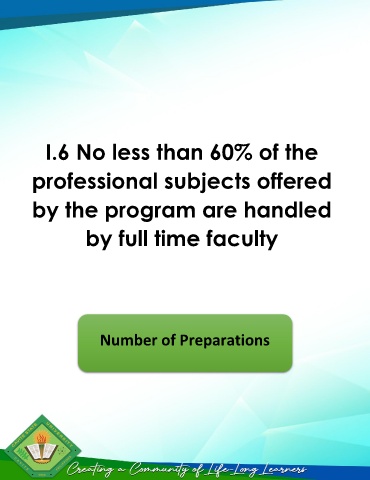 I.6 No less than 60% of the
professional subjects offered
by the program are handled
by full time faculty
Number of Preparations
Creating a Community of Life-Long Learners